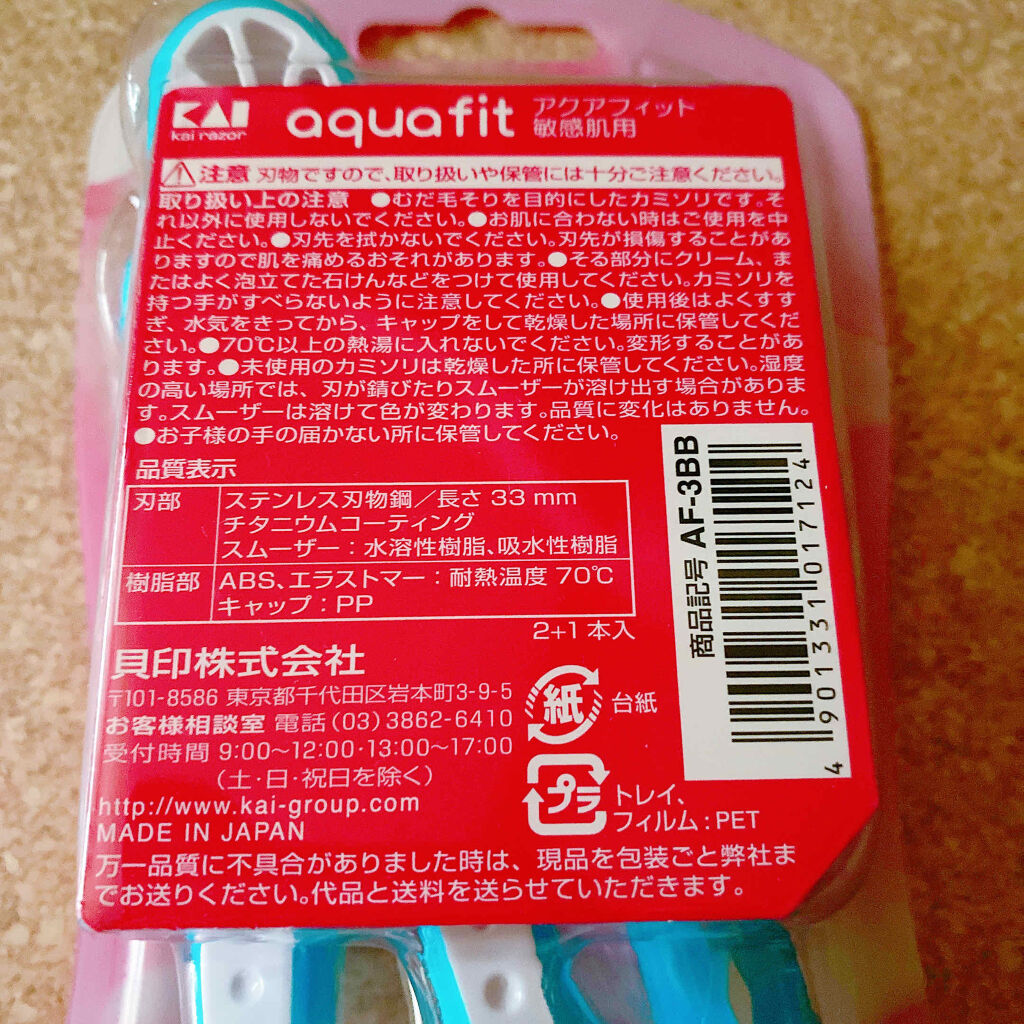 KAI
kai razor
aquafit
アクアフィット
敏感肌用
注意 刃物ですので、取り扱いや保管には十分ご注意ください。
取り扱い上の注意 ●むだ毛そりを目的にしたカミソリです。そ
れ以外に使用しないでください。●お肌に合わない時はご使用を中
止ください。●刃先を拭かないでください。刃先が損傷することがあ
りますので肌を痛めるおそれがあります。●そる部分にクリーム、ま
たはよく泡立てた石けんなどをつけて使用してください。カミソリを
持つ手がすべらないように注意してください。●使用後はよくすす
ぎ、水気をきってから、キャップをして乾燥した場所に保管してくだ
さい。●70℃以上の熱湯に入れないでください。変形することがあ
ります。●未使用のカミソリは乾燥した所に保管してください。湿度
の高い場所では、刃が錆びたりスムーザーが溶け出す場合がありま
す。スムーザーは溶けて色が変わります。品質に変化はありません。
●お子様の手の届かない所に保管してください。
品質表示
刃部 ステンレス刃物鋼／長さ 33 mm
チタニウムコーティング
スムーザー：水溶性樹脂、吸水性樹脂
樹脂部 ABS、エラストマー：耐熱温度 70℃
キャップ：PP
2+1 本入
商品記号 AF-3BB
4 901331 017124
貝印株式会社
〒101-8586 東京都千代田区岩本町3-9-5
お客様相談室 電話(03)3862-6410
受付時間 9:00〜12:00・13:00〜17:00
(土・日・祝日を除く)
http://www.kai-group.com
MADE IN JAPAN
紙 台紙
プラ トレイ、
フィルム：PET
万一品質に不具合がありました時は、現品を包装ごと弊社ま
でお送りください。代品と送料を送らせていただきます。